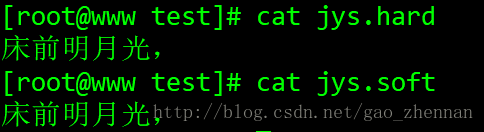 [root@www test]# cat jys.hard
床前明月光，
[root@www test]# cat jys.soft
床前明月光，
http://blog.csdn.net/gao_zhennan